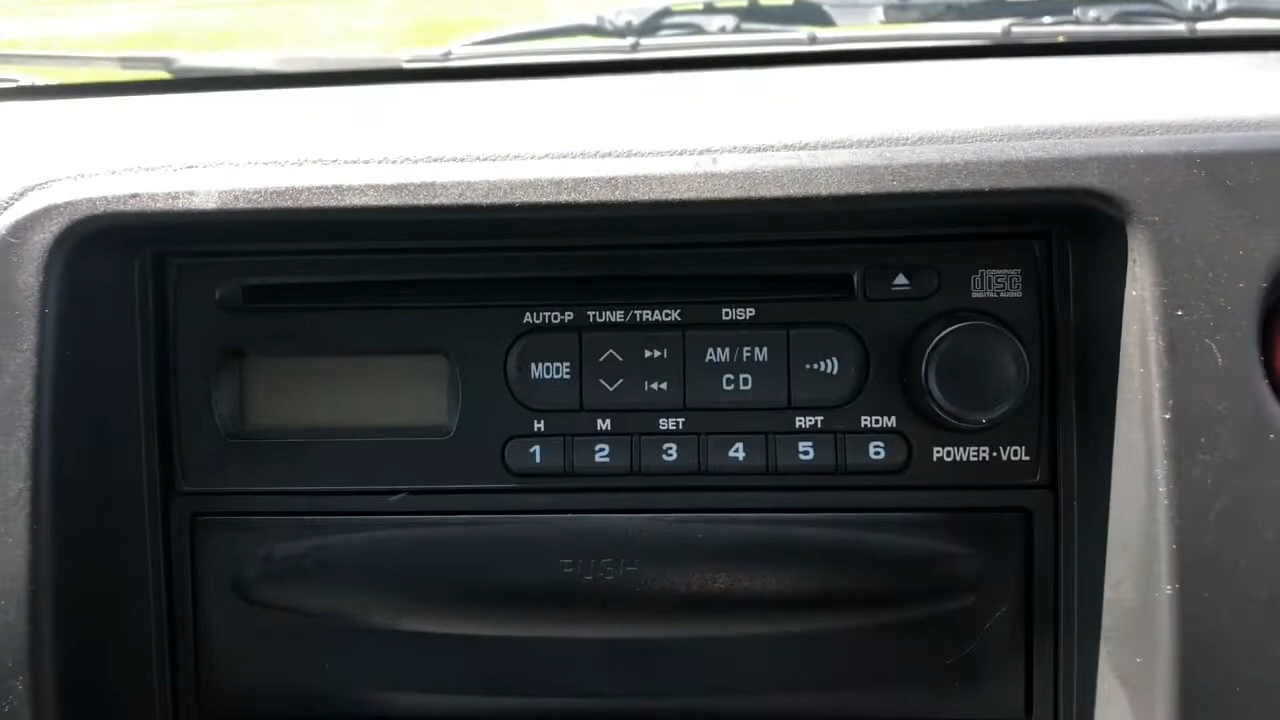 COMPACT
disc
DIGITAL AUDIO
AUTO-P TUNE/TRACK DISP
MODE
AM/FM
CD
H M SET RPT RDM
1 2 3 4 5 6
POWER•VOL
PUSH